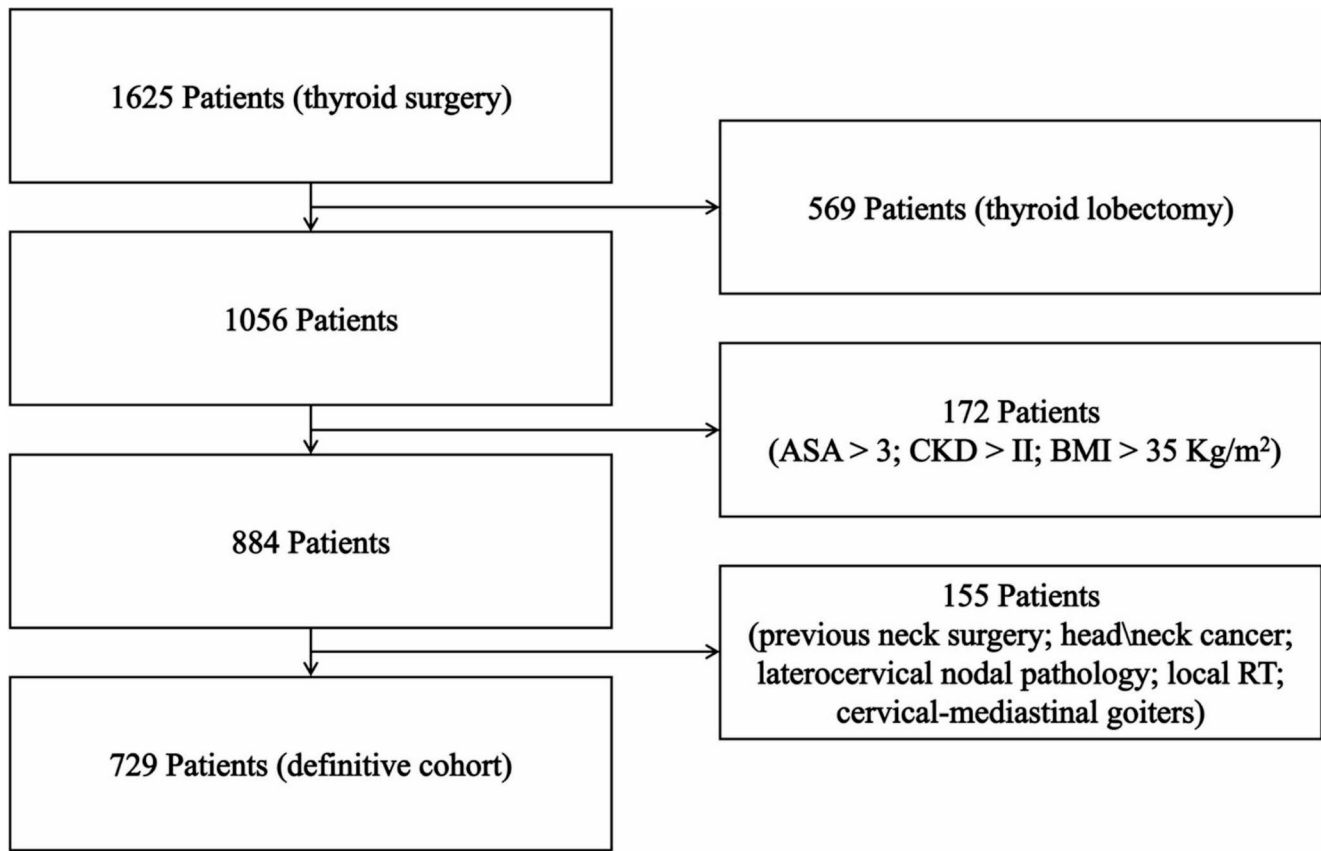 1625 Patients (thyroid surgery)
569 Patients (thyroid lobectomy)
1056 Patients
172 Patients
(ASA > 3; CKD > II; BMI > 35 Kg/m²)
884 Patients
155 Patients
(previous neck surgery; head\neck cancer;
laterocervical nodal pathology; local RT;
cervical-mediastinal goiters)
729 Patients (definitive cohort)